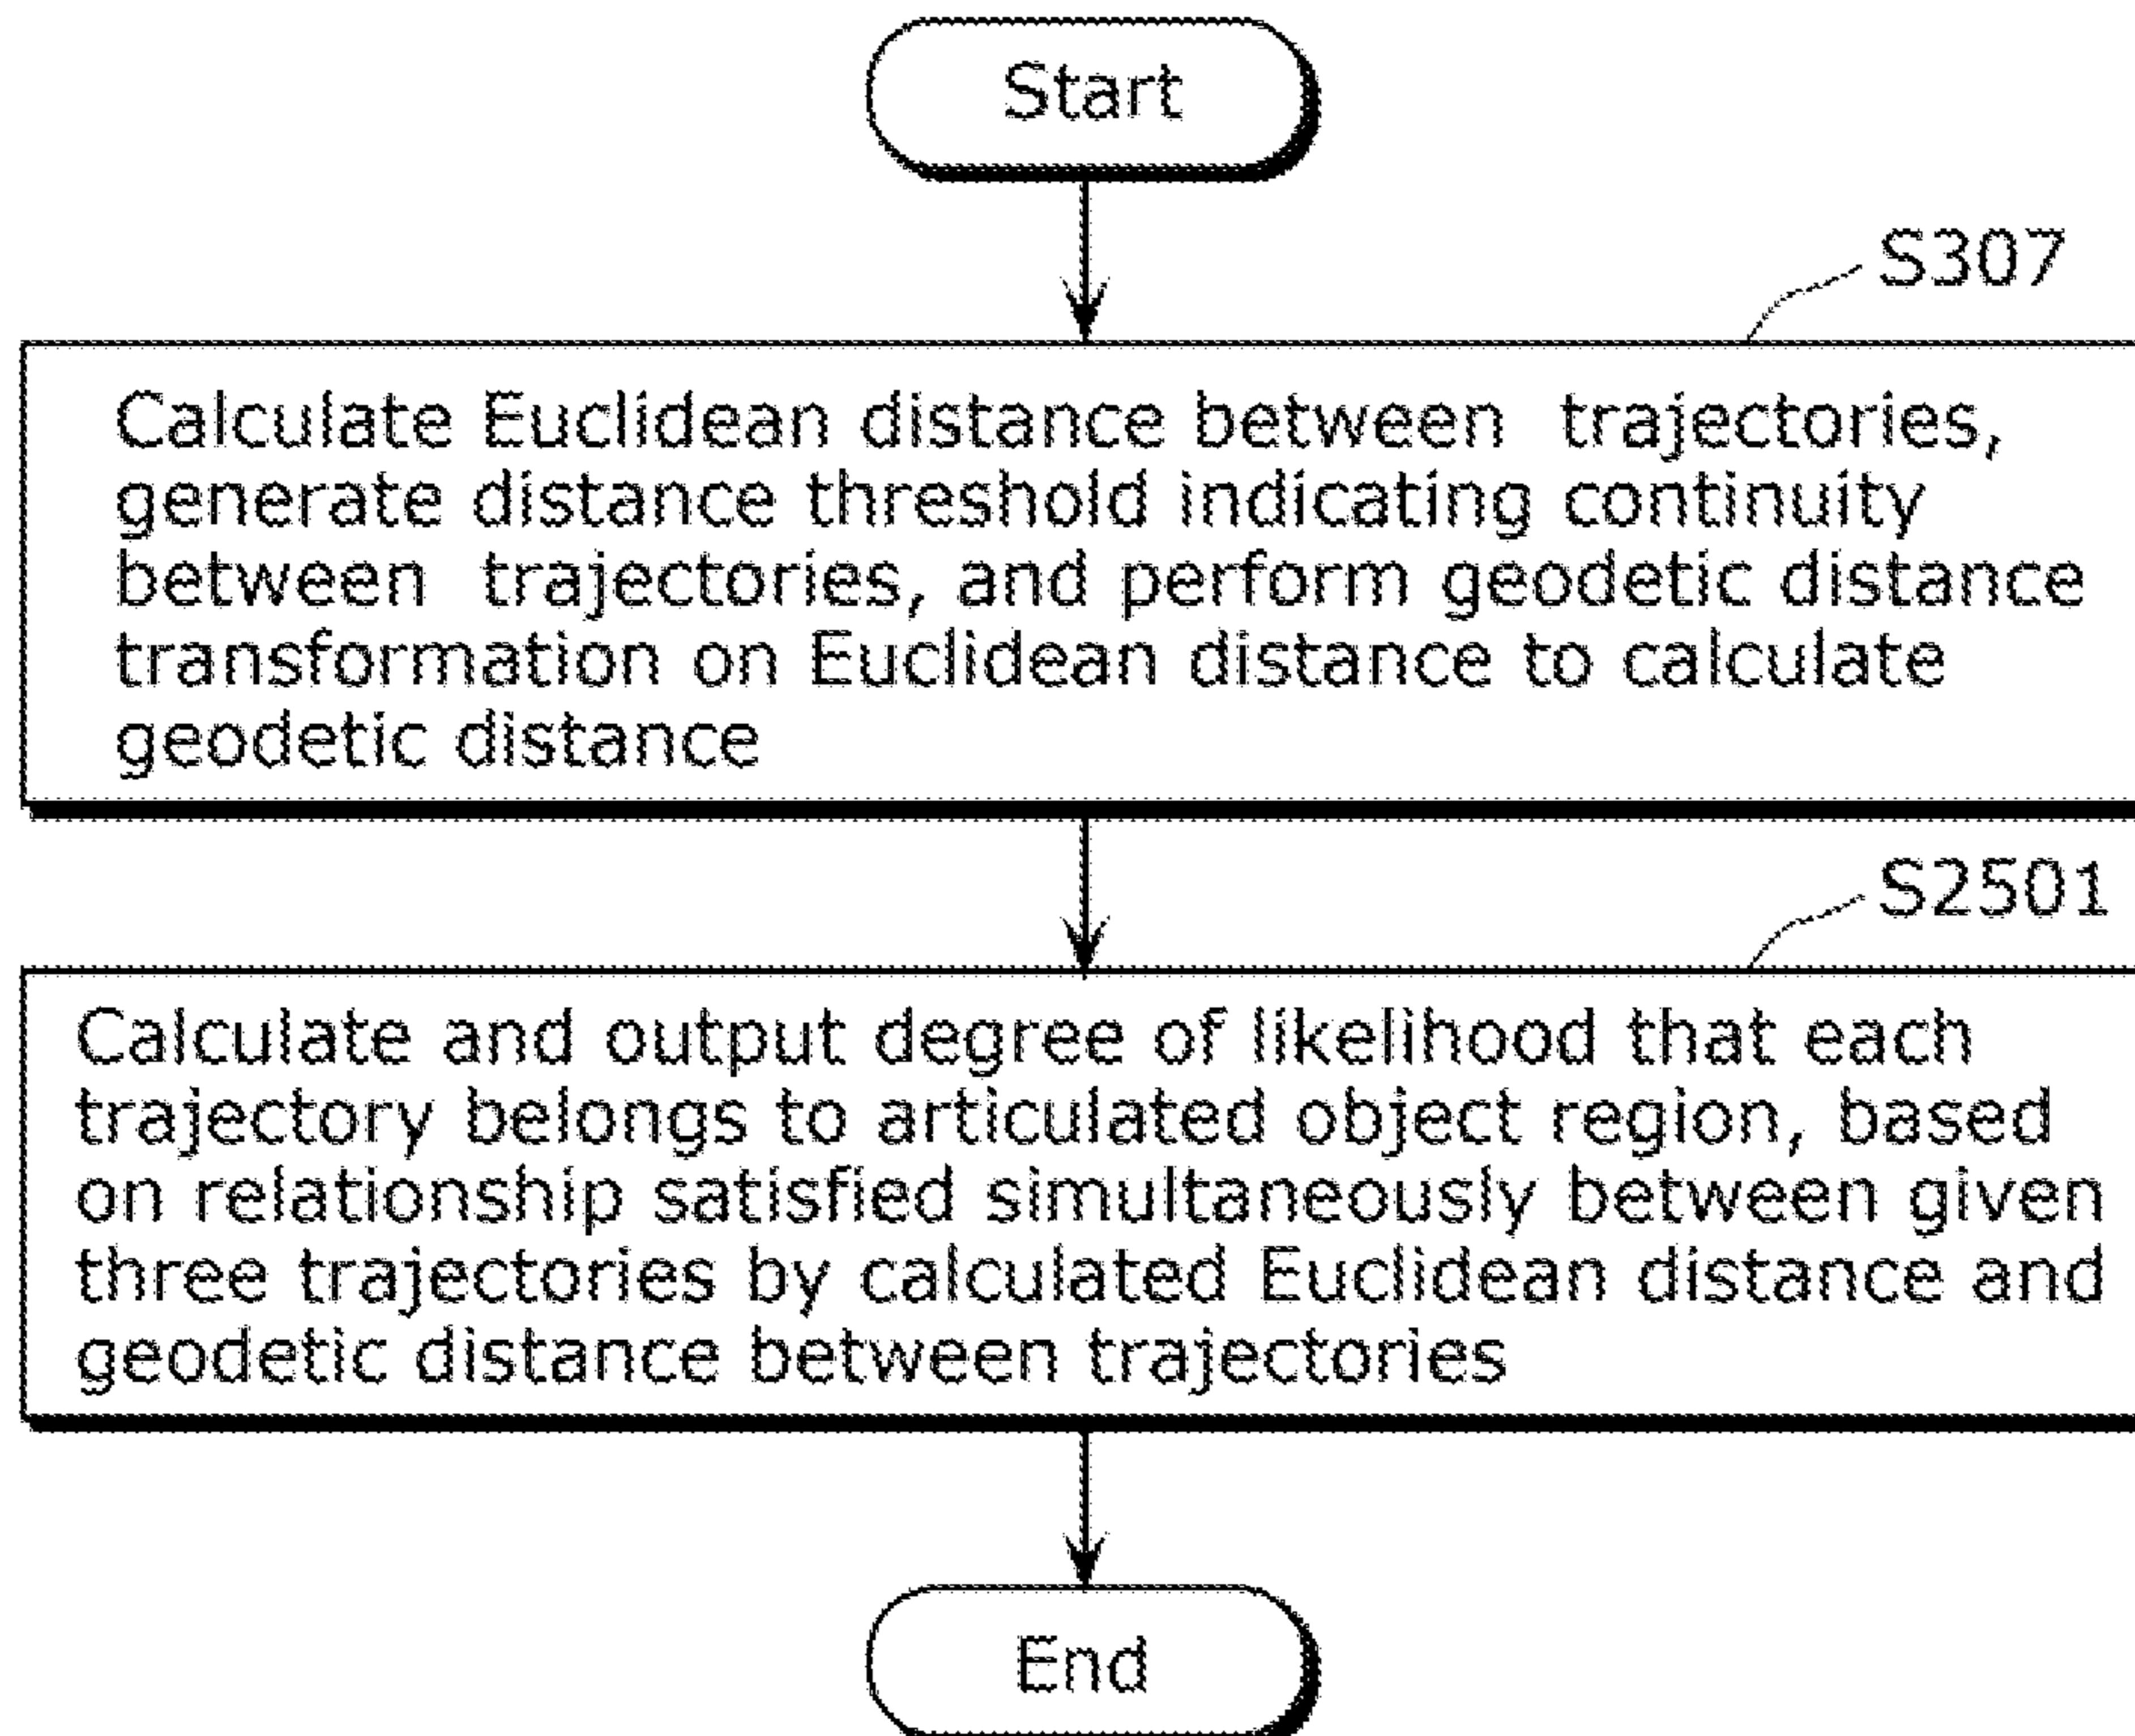 Start
S307
Calculate Euclidean distance between trajectories,
generate distance threshold indicating continuity
between trajectories, and perform geodetic distance
transformation on Euclidean distance to calculate
geodetic distance
S2501
Calculate and output degree of likelihood that each
trajectory belongs to articulated object region, based
on relationship satisfied simultaneously between given
three trajectories by calculated Euclidean distance and
geodetic distance between trajectories
End